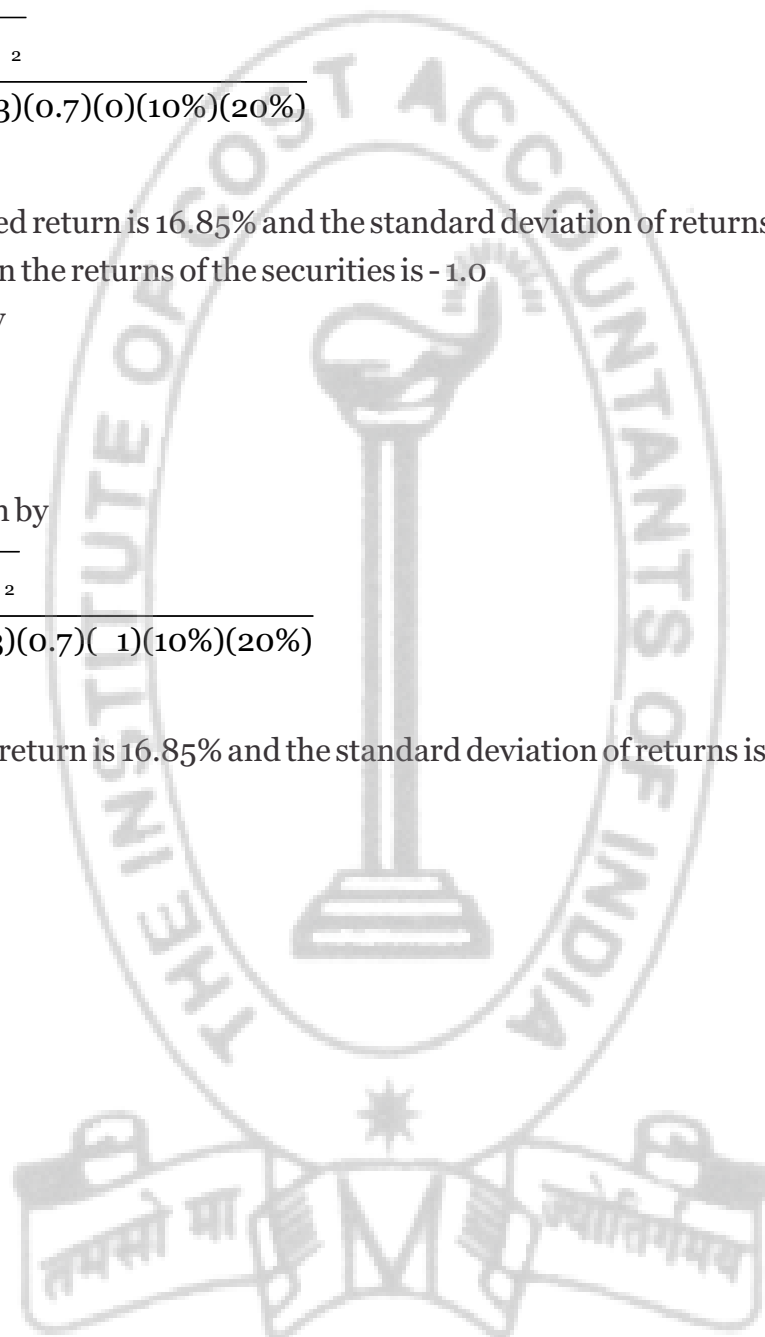 2
3)(0.7)(0)(10%)(20%)
ed return is 16.85% and the standard deviation of returns
n the returns of the securities is - 1.0
y
n by
2
3)(0.7)( 1)(10%)(20%)
return is 16.85% and the standard deviation of returns is
THE INSTITUTE OF COST ACCOUNTANTS OF INDIA
तमसो मा ज्योतिर्गमय